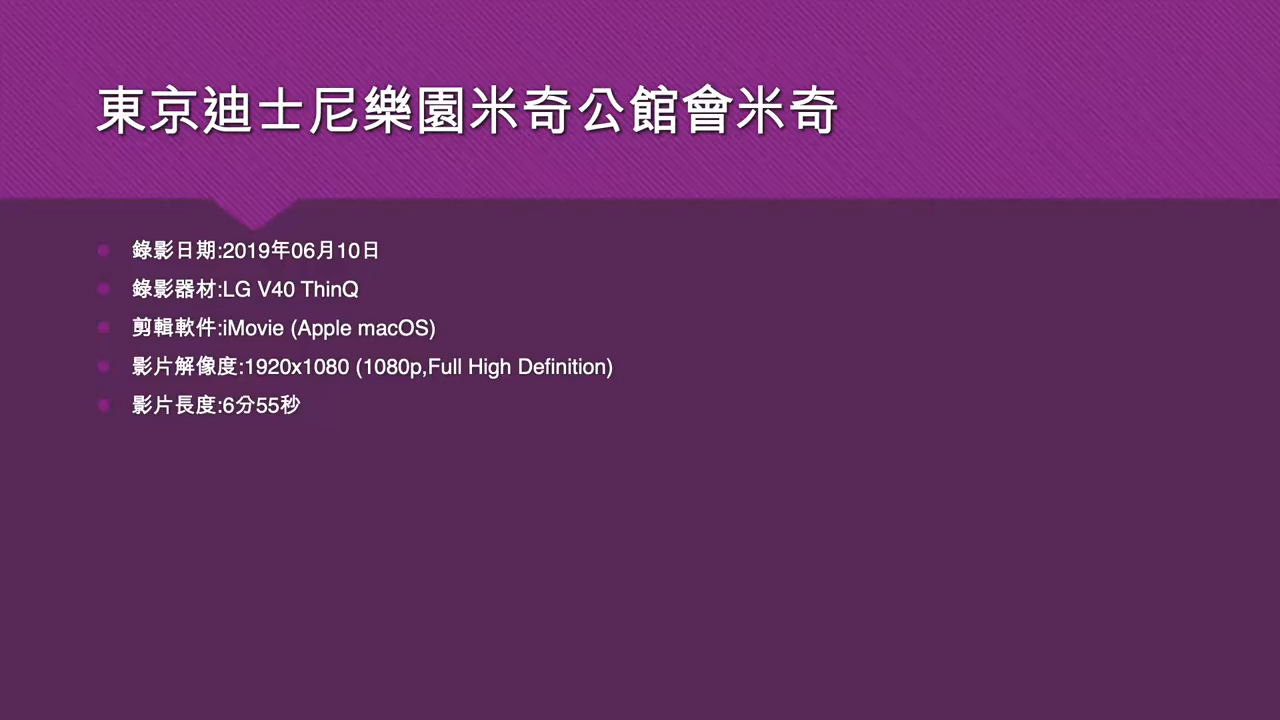 東京迪士尼樂園米奇公館會米奇
錄影日期:2019年06月10日
錄影器材:LG V40 ThinQ
剪輯軟件:iMovie (Apple macOS)
影片解像度:1920x1080 (1080p,Full High Definition)
影片長度:6分55秒